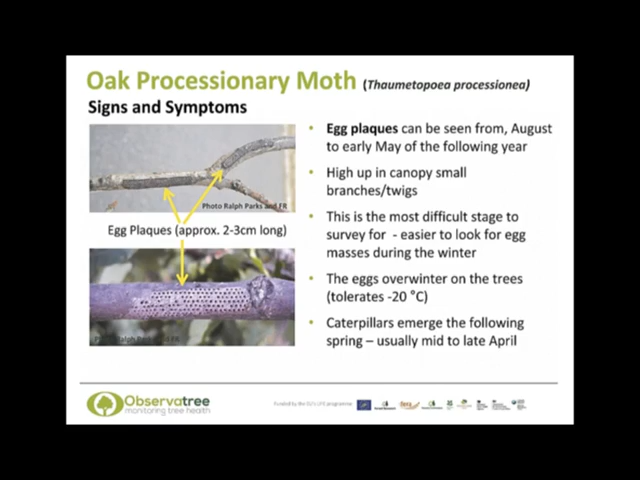 Oak Processionary Moth (Thaumetopoea processionea)
Signs and Symptoms
Photo Ralph Parks and FR
Egg Plaques (approx. 2-3cm long)
• Egg plaques can be seen from, August
to early May of the following year
• High up in canopy small
branches/twigs
• This is the most difficult stage to
survey for - easier to look for egg
masses during the winter
• The eggs overwinter on the trees
(tolerates -20 °C)
• Caterpillars emerge the following
spring – usually mid to late April
Observatree
monitoring tree health
Funded by the EU's LIFE programme